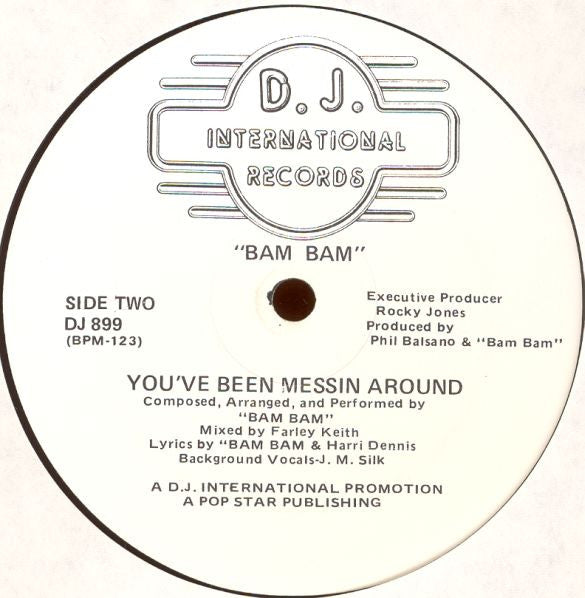 D. J.
INTERNATIONAL
RECORDS
"BAM BAM"
SIDE TWO
DJ 899
(BPM-123)
Executive Producer
Rocky Jones
Produced by
Phil Balsano & "Bam Bam"
YOU'VE BEEN MESSIN AROUND
Composed, Arranged, and Performed by
"BAM BAM"
Mixed by Farley Keith
Lyrics by "BAM BAM & Harri Dennis
Background Vocals-J. M. Silk
A D.J. INTERNATIONAL PROMOTION
A POP STAR PUBLISHING